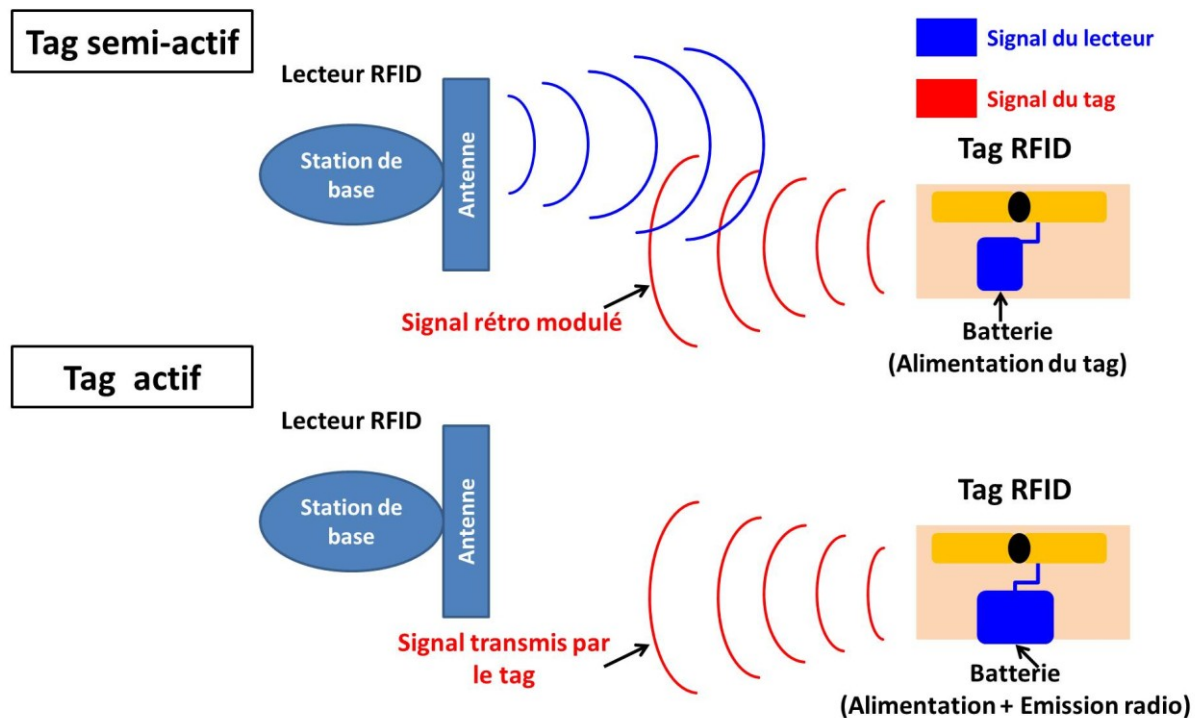 Tag semi-actif
Signal du lecteur
Signal du tag
Lecteur RFID
Station de
base
Antenne
Tag RFID
Signal rétro modulé
Batterie
(Alimentation du tag)
Tag actif
Lecteur RFID
Station de
base
Antenne
Tag RFID
Signal transmis par
le tag
Batterie
(Alimentation + Emission radio)